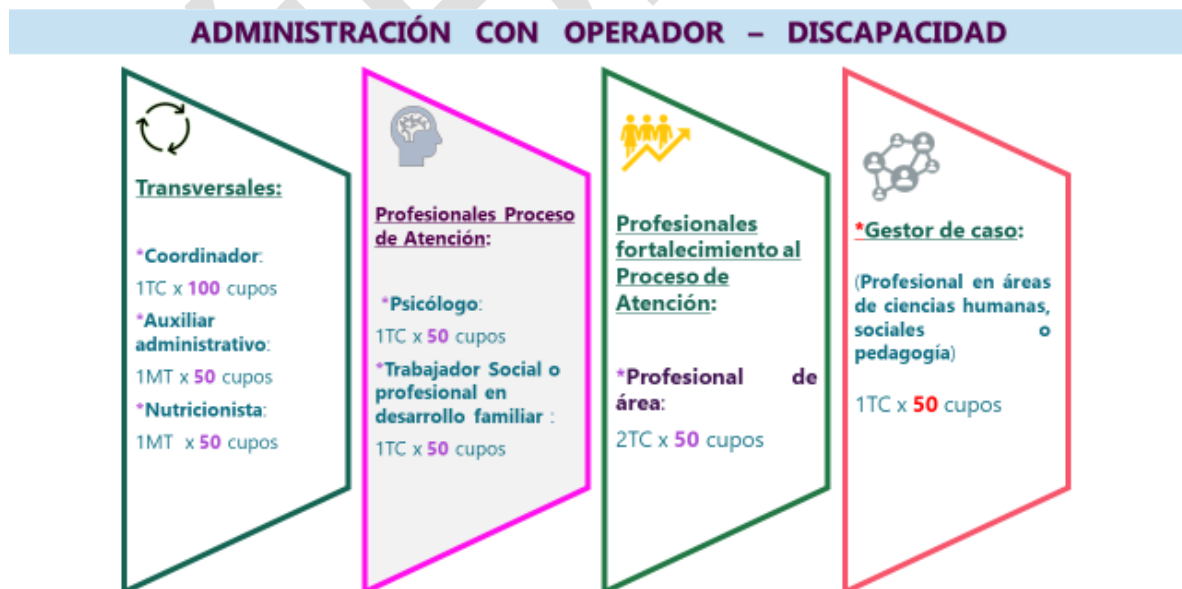 ADMINISTRACIÓN CON OPERADOR – DISCAPACIDAD
Transversales:
*Coordinador:
1TC x 100 cupos
*Auxiliar
administrativo:
1MT x 50 cupos
*Nutricionista:
1MT x 50 cupos
Profesionales Proceso
de Atención:
*Psicólogo:
1TC x 50 cupos
*Trabajador Social o
profesional en
desarrollo familiar :
1TC x 50 cupos
Profesionales
fortalecimiento al
Proceso de
Atención:
*Profesional de
área:
2TC x 50 cupos
*Gestor de caso:
(Profesional en áreas
de ciencias humanas,
sociales o
pedagogía)
1TC x 50 cupos